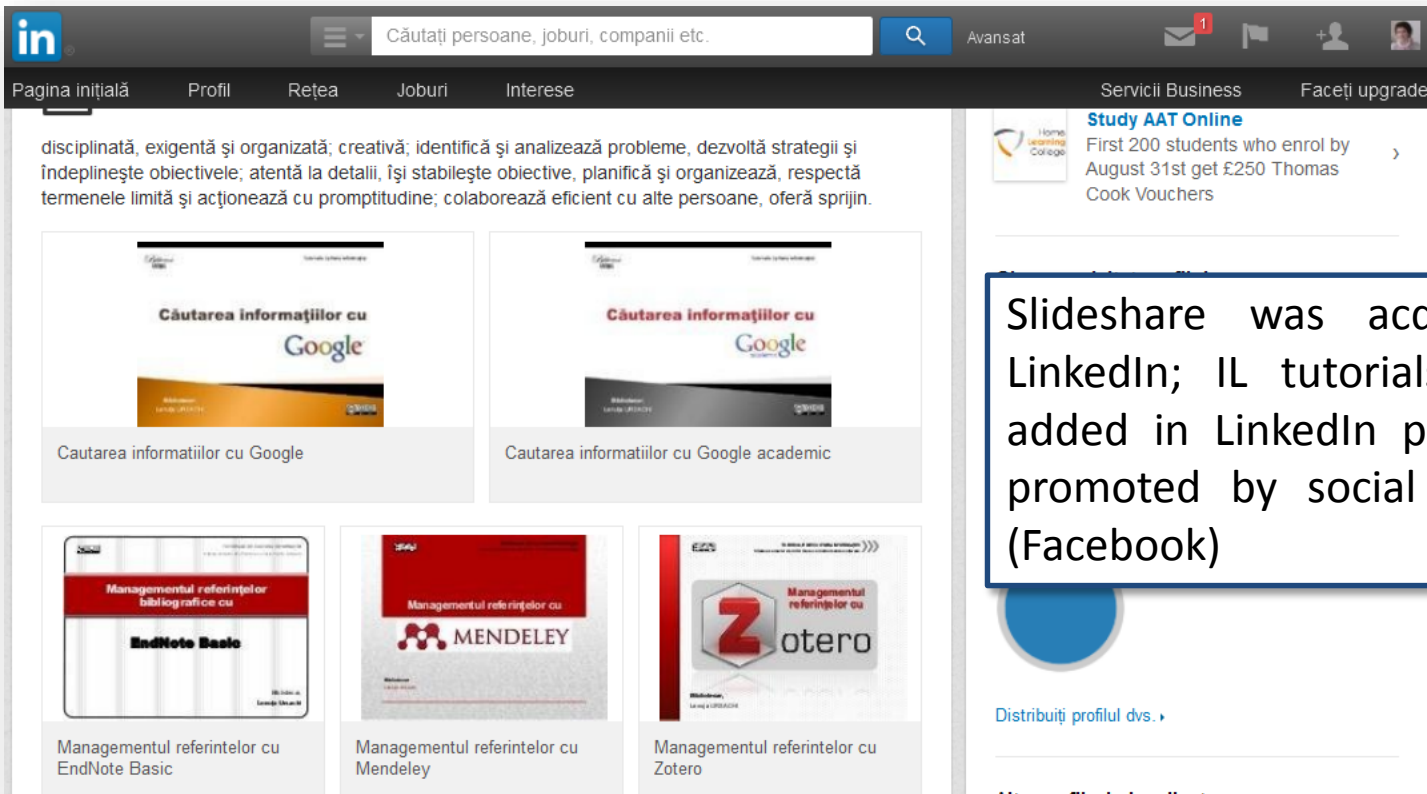 in
Căutați persoane, joburi, companii etc.
Avansat
1
Pagina inițială Profil Rețea Joburi Interese Servicii Business Faceți upgrade
disciplinată, exigentă şi organizată; creativă; identifică şi analizează probleme, dezvoltă strategii şi
îndeplineşte obiectivele; atentă la detalii, îşi stabileşte obiective, planifică şi organizează, respectă
termenele limită şi acţionează cu promptitudine; colaborează eficient cu alte persoane, oferă sprijin.
Căutarea informaţiilor cu
Google
Cautarea informatiilor cu Google
Căutarea informaţiilor cu
Google
Cautarea informatiilor cu Google academic
Managementul referinţelor
bibliografice cu
EndNote Basic
Managementul referintelor cu
EndNote Basic
Managementul referinţelor cu
MENDELEY
Managementul referintelor cu
Mendeley
Managementul
referinţelor cu
Zotero
Managementul referintelor cu
Zotero
Home
Learning
College
Study AAT Online
First 200 students who enrol by
August 31st get £250 Thomas
Cook Vouchers
Slideshare was
LinkedIn; IL
added in LinkedIn
promoted by social
(Facebook)
Distribuiți profilul dvs.